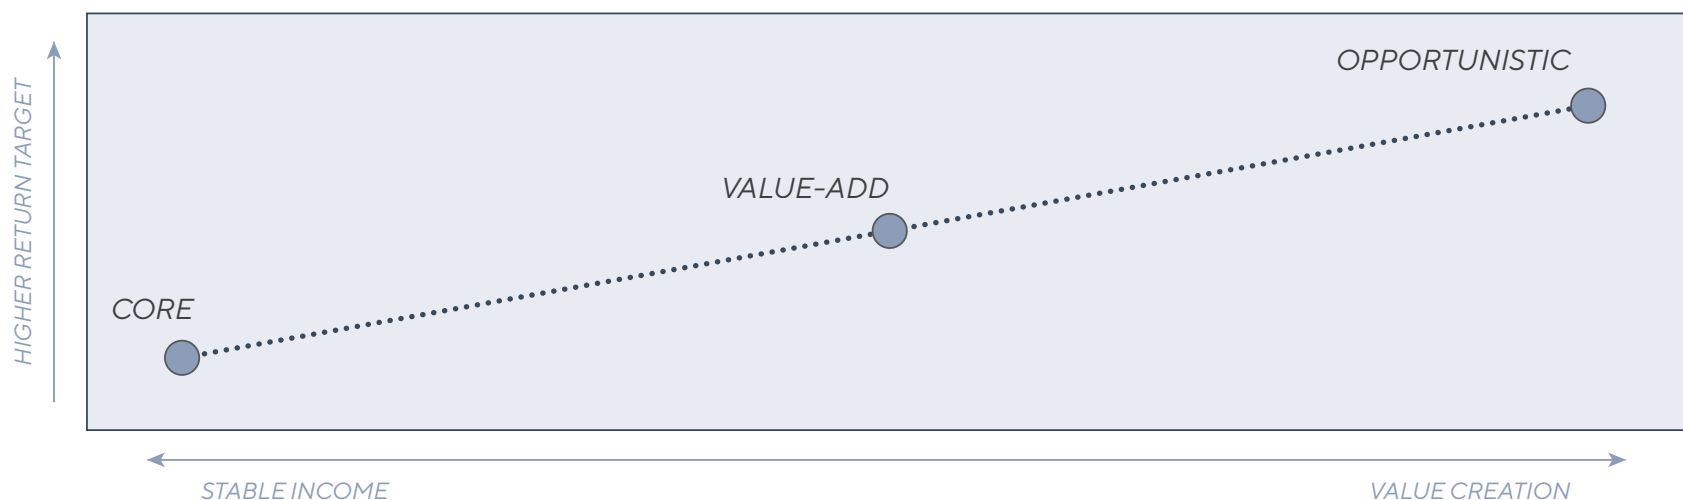 OPPORTUNISTIC
VALUE-ADD
CORE
HIGHER RETURN TARGET
STABLE INCOME
VALUE CREATION